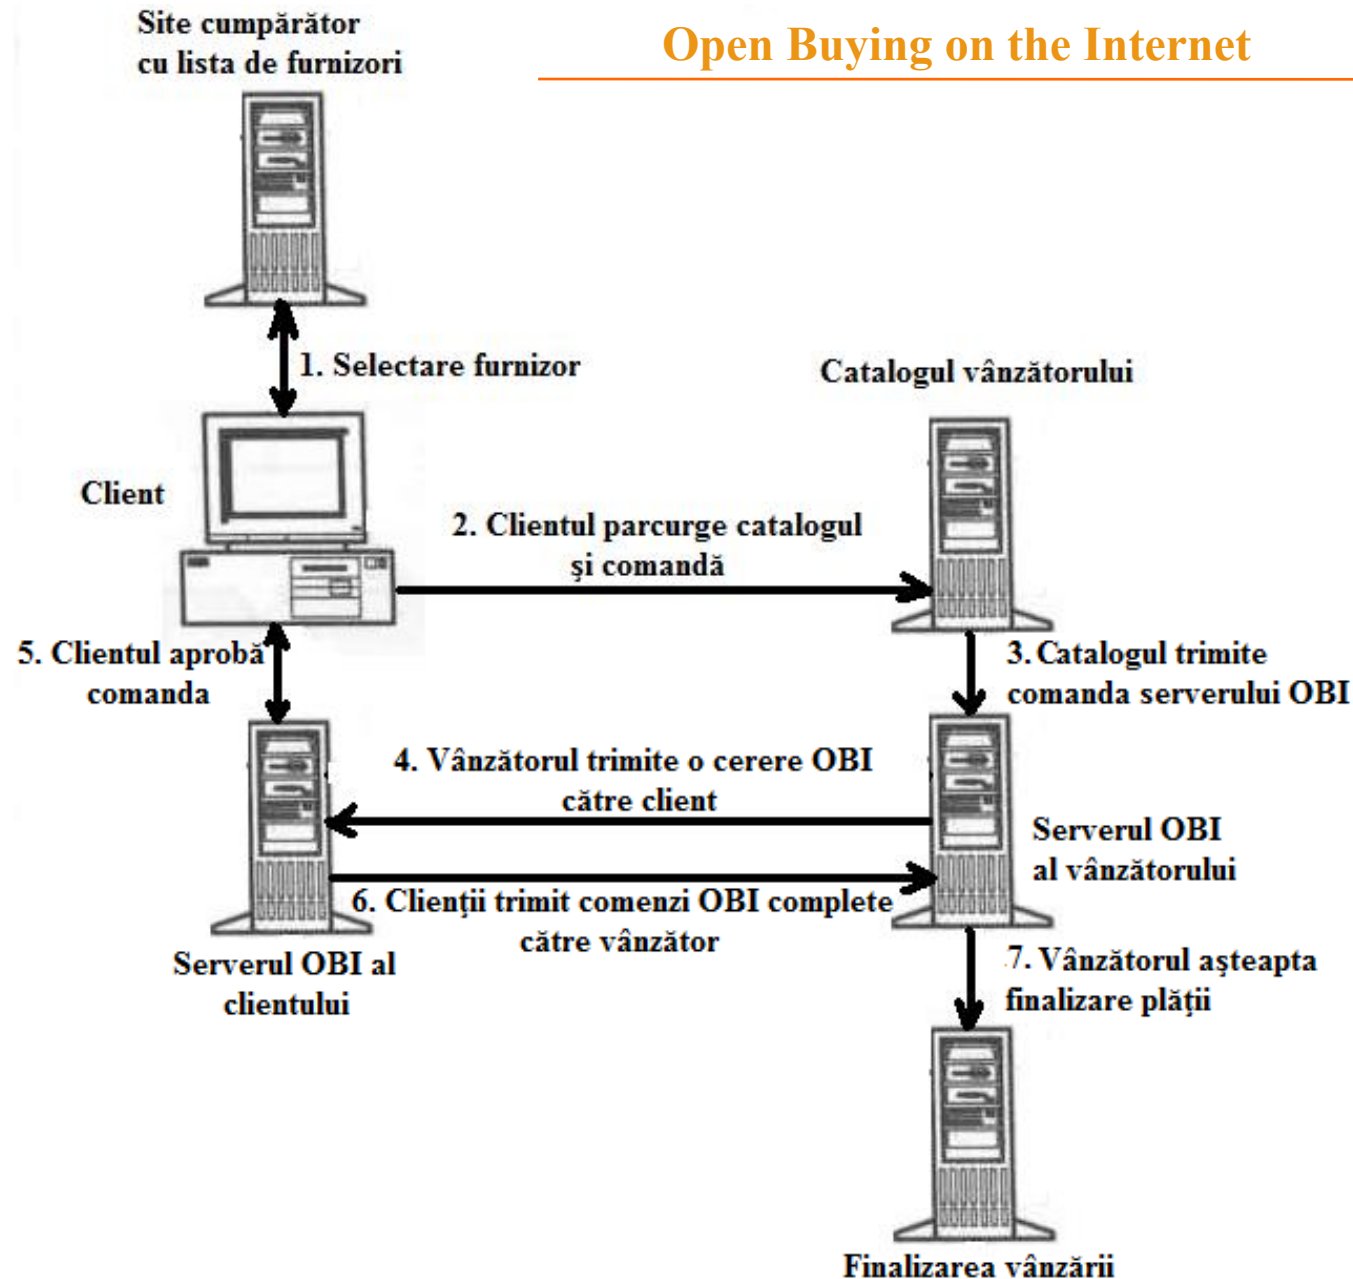 Site cumpărător
cu lista de furnizori
Open Buying on the Internet
1. Selectare furnizor
Catalogul vânzătorului
Client
2. Clientul parcurge catalogul
şi comandă
5. Clientul aprobă
comanda
3. Catalogul trimite
comanda serverului OBI
4. Vânzătorul trimite o cerere OBI
către client
Serverul OBI
al vânzătorului
6. Clienţii trimit comenzi OBI complete
către vânzător
Serverul OBI al
clientului
7. Vânzătorul aşteapta
finalizare plăţii
Finalizarea vânzării